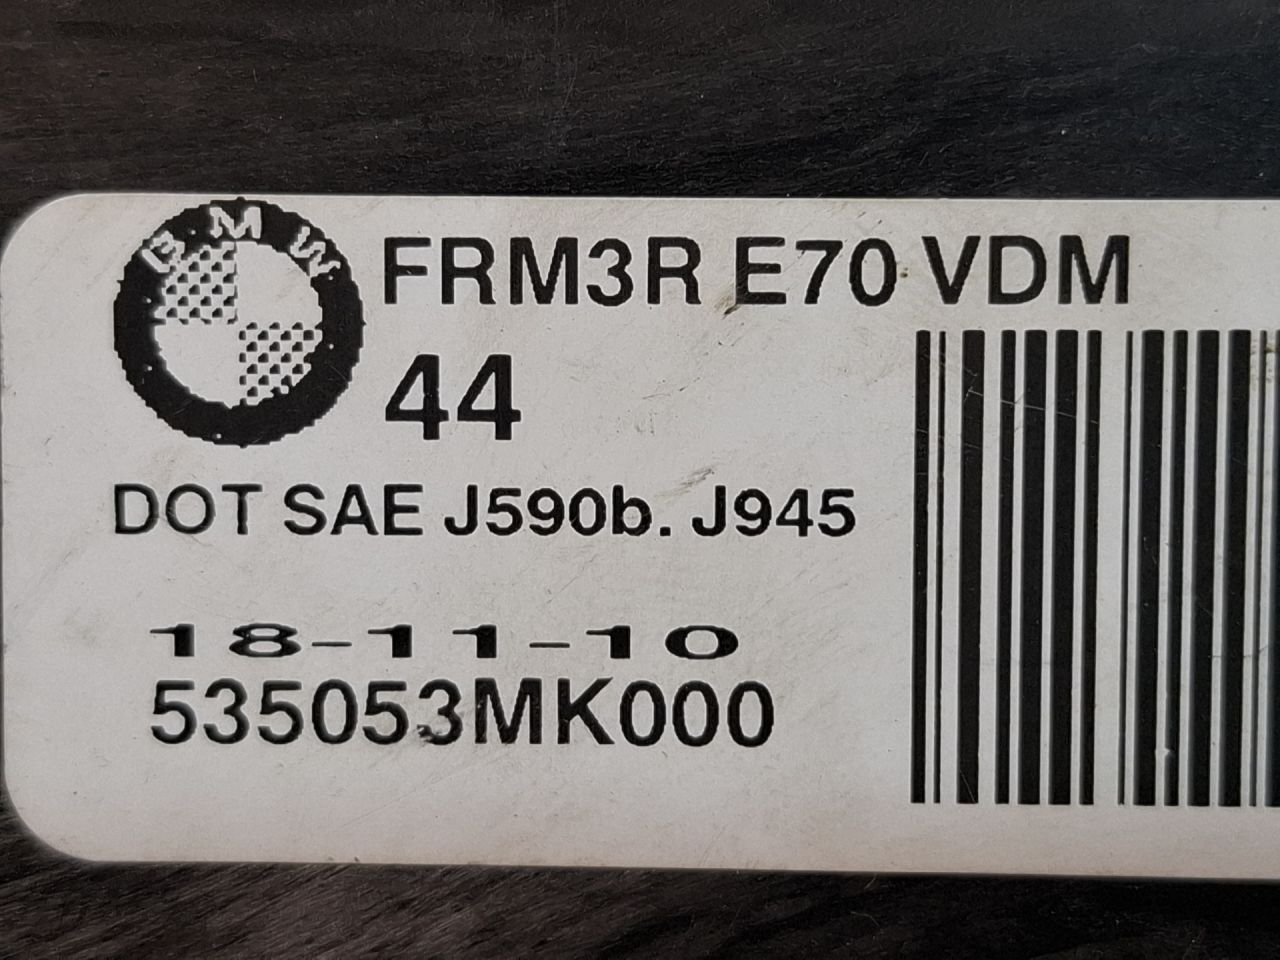 BMW
FRM3R E70 VDM
44
DOT SAE J590b. J945
18-11-10
535053MK000